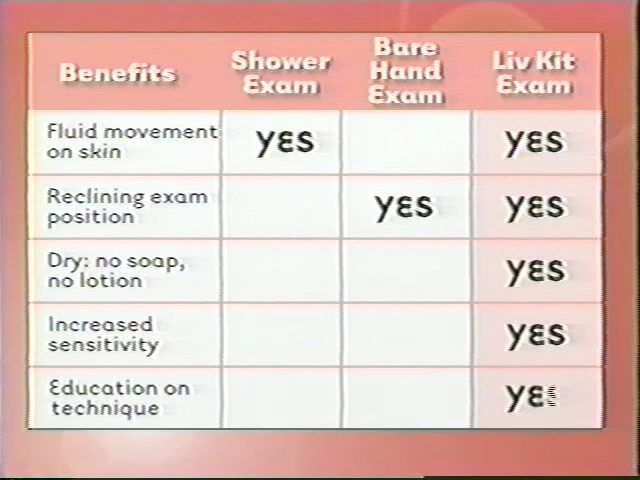 Benefits
Shower
Exam
Bare
Hand
Exam
Liv Kit
Exam
Fluid movement
on skin
yes
yes
Reclining exam
position
yes
yes
Dry: no soap,
no lotion
yes
Increased
sensitivity
yes
Education on
technique
yes